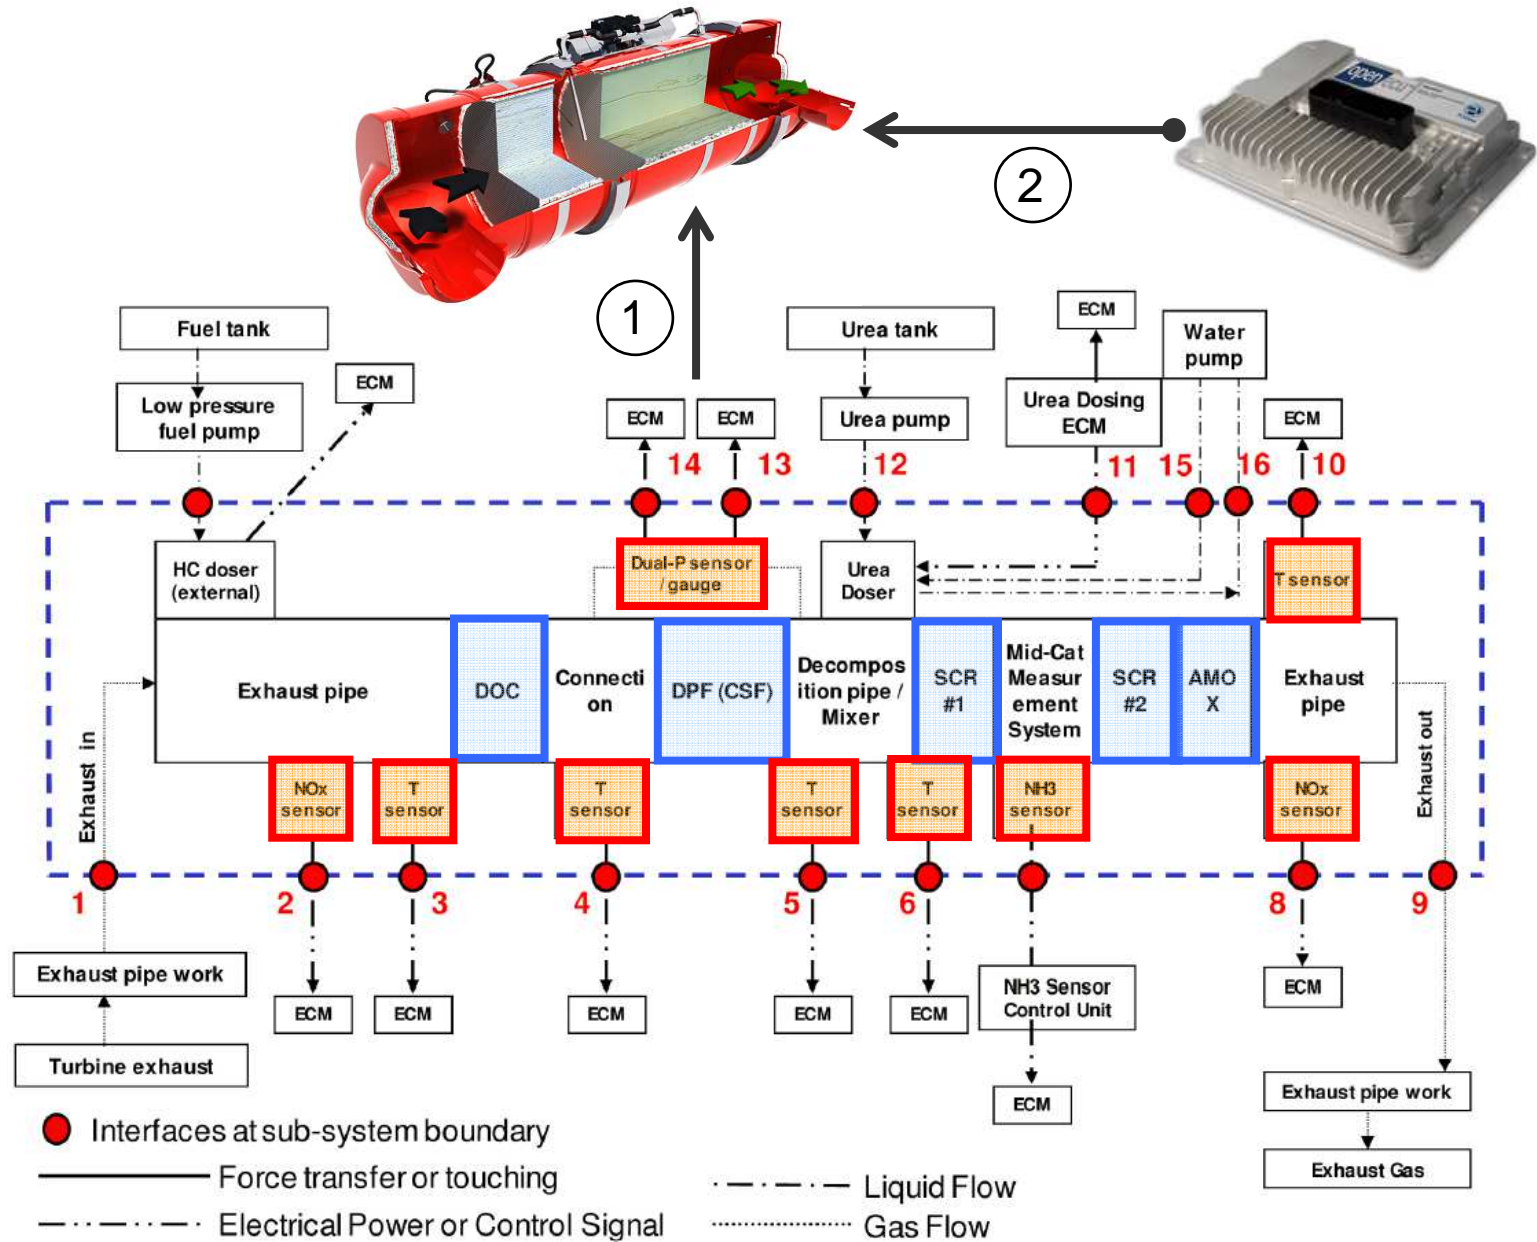 open
ecu
2
1
Fuel tank
Urea tank
ECM
Water
pump
ECM
Low pressure
fuel pump
ECM
ECM
Urea pump
Urea Dosing
ECM
ECM
14
13
12
11
15
16
10
HC doser
(external)
Dual-P sensor
/ gauge
Urea
Doser
T sensor
Exhaust pipe
DOC
Connecti
on
DPF (CSF)
Decompos
ition pipe /
Mixer
SCR
#1
Mid-Cat
Measur
ement
System
SCR
#2
AMO
X
Exhaust
pipe
Exhaust in
Exhaust out
NOx
sensor
T
sensor
T
sensor
T
sensor
T
sensor
NH3
sensor
NOx
sensor
1
2
3
4
5
6
8
9
Exhaust pipe work
Turbine exhaust
ECM
ECM
ECM
ECM
ECM
NH3 Sensor
Control Unit
ECM
ECM
Exhaust pipe work
Exhaust Gas
Interfaces at sub-system boundary
Force transfer or touching
Electrical Power or Control Signal
Liquid Flow
Gas Flow